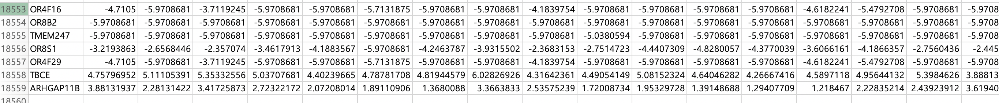 18553 OR4F16 -4.7105 -5.9708681 -3.7119245 -5.9708681 -5.9708681 -5.7131875 -5.9708681 -5.9708681 -4.1839754 -5.9708681 -5.9708681 -5.9708681 -5.9708681 -4.6182241 -5.4792708 -5.9708681 -5.9708
18554 OR8B2 -5.9708681 -5.9708681 -5.9708681 -5.9708681 -5.9708681 -5.9708681 -5.9708681 -5.9708681 -5.9708681 -5.9708681 -5.9708681 -5.9708681 -5.9708681 -5.9708681 -5.9708681 -5.9708681 -5.9708
18555 TMEM247 -5.9708681 -5.9708681 -5.9708681 -5.9708681 -5.9708681 -5.9708681 -5.9708681 -5.9708681 -5.9708681 -5.0380594 -5.9708681 -5.9708681 -5.9708681 -5.9708681 -5.9708681 -5.9708681 -5.9708
18556 OR8S1 -3.2193863 -2.6568446 -2.357074 -3.4617913 -4.1883567 -5.9708681 -4.2463787 -3.9315502 -2.3683153 -2.7514723 -4.4407309 -4.8280057 -4.3770039 -3.6066161 -4.1866357 -2.7560436 -2.445
18557 OR4F29 -4.7105 -5.9708681 -3.7119245 -5.9708681 -5.9708681 -5.7131875 -5.9708681 -5.9708681 -4.1839754 -5.9708681 -5.9708681 -5.9708681 -5.9708681 -4.6182241 -5.4792708 -5.9708681 -5.9708
18558 TBCE 4.75796952 5.11105391 5.35332556 5.03707681 4.40239665 4.78781708 4.81944579 6.02826926 4.31642361 4.49054149 5.08152324 4.64046282 4.26667416 4.5897118 4.95644132 5.3984626 3.88813
18559 ARHGAP11B 3.88131937 2.28131422 3.41725873 2.72322172 2.07208014 1.89110906 1.3680088 3.3663833 2.53575239 1.72008734 1.95329728 1.39148688 1.29407709 1.218467 2.22835214 2.43923912 3.61940
18560